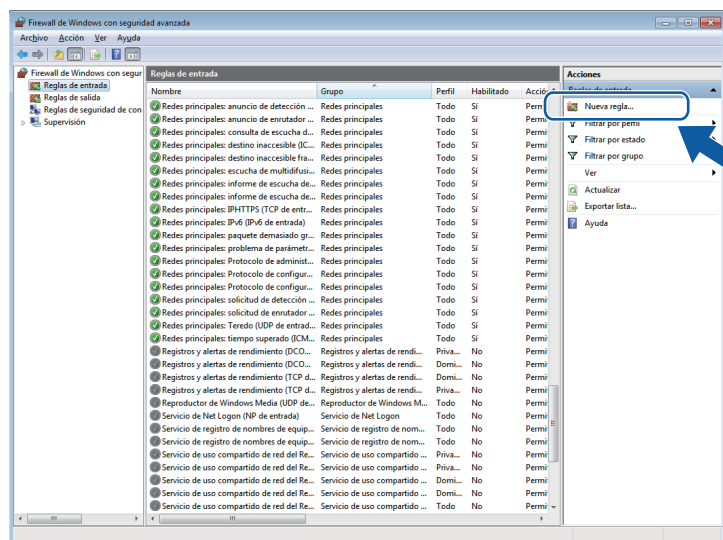 Firewall de Windows con seguridad avanzada
Archivo Acción Ver Ayuda
Firewall de Windows con segur
Reglas de entrada
Reglas de salida
Reglas de seguridad de con
Supervisión
Reglas de entrada
Nombre Grupo Perfil Habilitado Acció
Redes principales: anuncio de detección ... Redes principales Todo Sí Permi
Redes principales: anuncio de enrutador ... Redes principales Todo Sí Permi
Redes principales: consulta de escucha d... Redes principales Todo Sí Permi
Redes principales: destino inaccesible (IC... Redes principales Todo Sí Permi
Redes principales: destino inaccesible fra... Redes principales Todo Sí Permi
Redes principales: escucha de multidifusi... Redes principales Todo Sí Permi
Redes principales: informe de escucha de... Redes principales Todo Sí Permi
Redes principales: informe de escucha de... Redes principales Todo Sí Permi
Redes principales: IPHTTPS (TCP de entr... Redes principales Todo Sí Permi
Redes principales: IPv6 (IPv6 de entrada) Redes principales Todo Sí Permi
Redes principales: paquete demasiado gr... Redes principales Todo Sí Permi
Redes principales: problema de parámetr... Redes principales Todo Sí Permi
Redes principales: Protocolo de administ... Redes principales Todo Sí Permi
Redes principales: Protocolo de configur... Redes principales Todo Sí Permi
Redes principales: Protocolo de configur... Redes principales Todo Sí Permi
Redes principales: solicitud de detección ... Redes principales Todo Sí Permi
Redes principales: solicitud de enrutador ... Redes principales Todo Sí Permi
Redes principales: Teredo (UDP de entrad... Redes principales Todo Sí Permi
Redes principales: tiempo superado (ICM... Redes principales Todo Sí Permi
Registros y alertas de rendimiento (DCO... Registros y alertas de rendi... Priva... No Permi
Registros y alertas de rendimiento (DCO... Registros y alertas de rendi... Domi... No Permi
Registros y alertas de rendimiento (TCP d... Registros y alertas de rendi... Domi... No Permi
Registros y alertas de rendimiento (TCP d... Registros y alertas de rendi... Priva... No Permi
Reproductor de Windows Media (UDP de... Reproductor de Windows M... Todo No Permi
Servicio de Net Logon (NP de entrada) Servicio de Net Logon Todo No Permi
Servicio de registro de nombres de equip... Servicio de registro de nom... Todo No Permi
Servicio de registro de nombres de equip... Servicio de registro de nom... Todo No Permi
Servicio de uso compartido de red del Re... Servicio de uso compartido ... Priva... No Permi
Servicio de uso compartido de red del Re... Servicio de uso compartido ... Priva... No Permi
Servicio de uso compartido de red del Re... Servicio de uso compartido ... Domi... No Permi
Servicio de uso compartido de red del Re... Servicio de uso compartido ... Domi... No Permi
Servicio de uso compartido de red del Re... Servicio de uso compartido ... Todo No Permi
Acciones
Reglas de entrada
Nueva regla...
Filtrar por perfil
Filtrar por estado
Filtrar por grupo
Ver
Actualizar
Exportar lista...
Ayuda